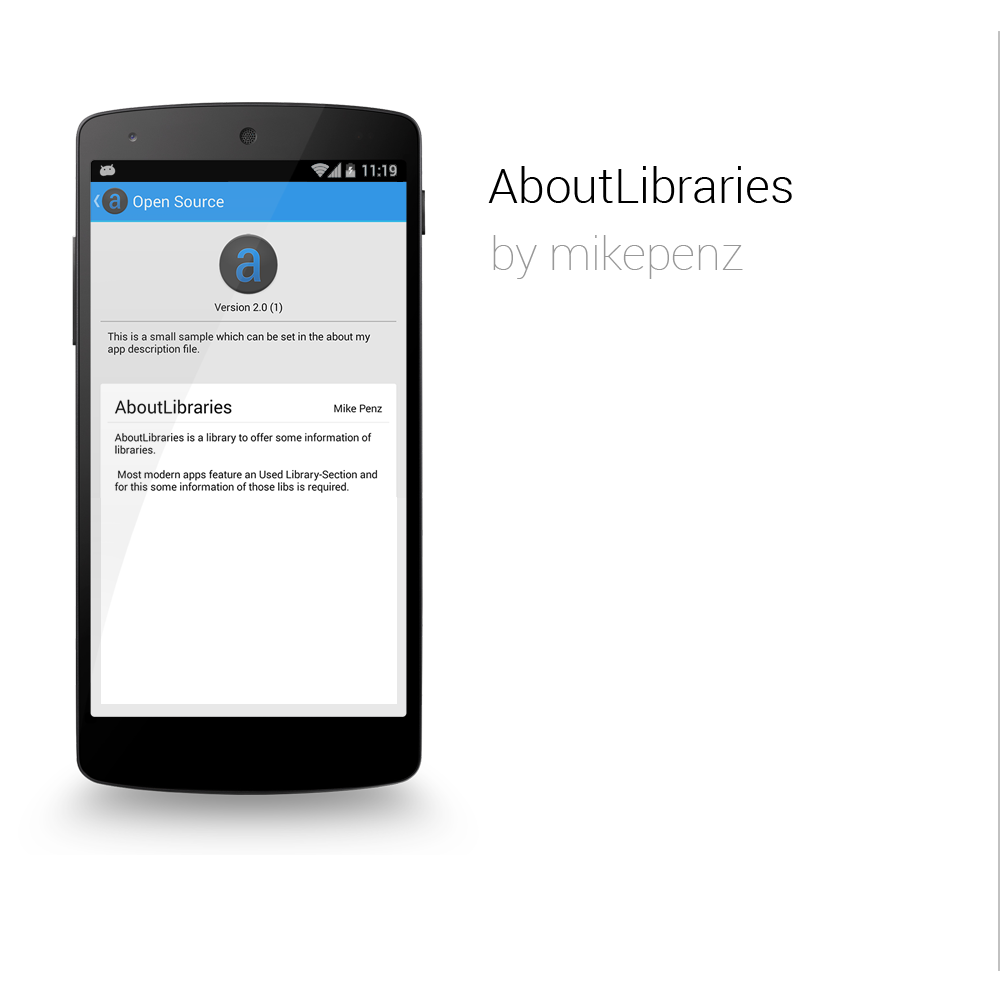 11:19
a Open Source
a
Version 2.0 (1)
This is a small sample which can be set in the about my
app description file.
AboutLibraries Mike Penz
AboutLibraries is a library to offer some information of
libraries.
Most modern apps feature an Used Library-Section and
for this some information of those libs is required.
AboutLibraries
by mikepenz